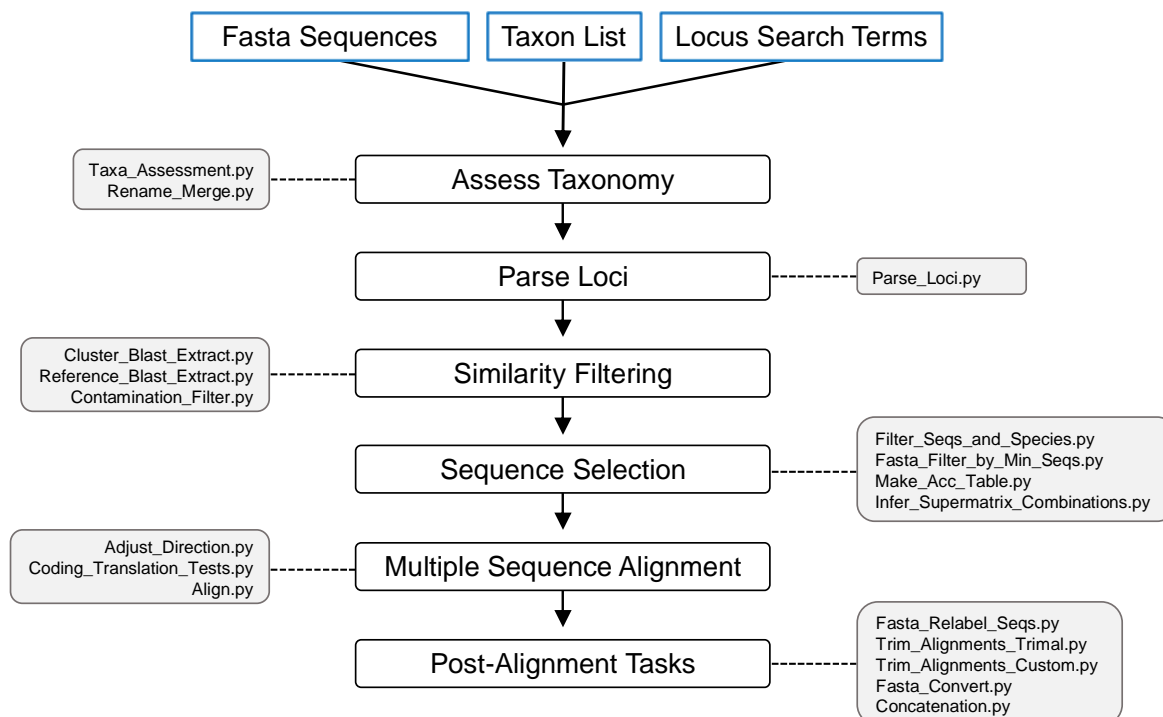 Fasta Sequences
Taxon List
Locus Search Terms
Taxa_Assessment.py
Rename_Merge.py
Assess Taxonomy
Parse Loci
Parse_Loci.py
Cluster_Blast_Extract.py
Reference_Blast_Extract.py
Contamination_Filter.py
Similarity Filtering
Sequence Selection
Filter_Seqs_and_Species.py
Fasta_Filter_by_Min_Seqs.py
Make_Acc_Table.py
Infer_Supermatrix_Combinations.py
Adjust_Direction.py
Coding_Translation_Tests.py
Align.py
Multiple Sequence Alignment
Post-Alignment Tasks
Fasta_Relabel_Seqs.py
Trim_Alignments_Trimal.py
Trim_Alignments_Custom.py
Fasta_Convert.py
Concatenation.py